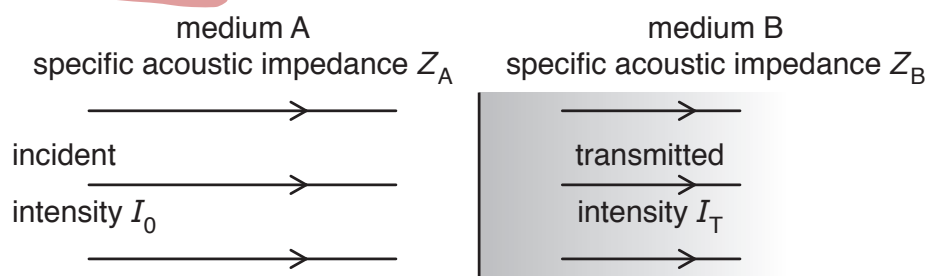 medium A
specific acoustic impedance Z_A
medium B
specific acoustic impedance Z_B
incident
intensity I_0
transmitted
intensity I_T